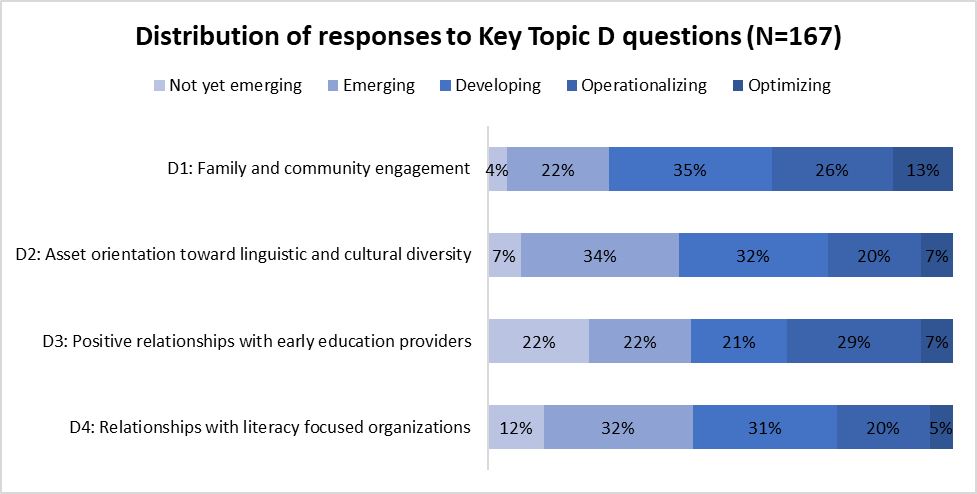 Distribution of responses to Key Topic D questions (N=167)
Not yet emerging Emerging Developing Operationalizing Optimizing
D1: Family and community engagement 4% 22% 35% 26% 13%
D2: Asset orientation toward linguistic and cultural diversity 7% 34% 32% 20% 7%
D3: Positive relationships with early education providers 22% 22% 21% 29% 7%
D4: Relationships with literacy focused organizations 12% 32% 31% 20% 5%